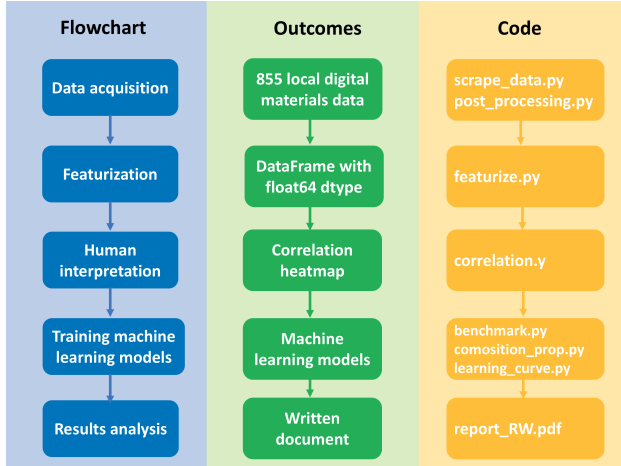 Flowchart
Data acquisition
Featurization
Human
interpretation
Training machine
learning models
Results analysis
Outcomes
855 local digital
materials data
DataFrame with
float64 dtype
Correlation
heatmap
Machine
learning models
Written
document
Code
scrape_data.py
post_processing.py
featurize.py
correlation.y
benchmark.py
comosition_prop.py
learning_curve.py
report_RW.pdf